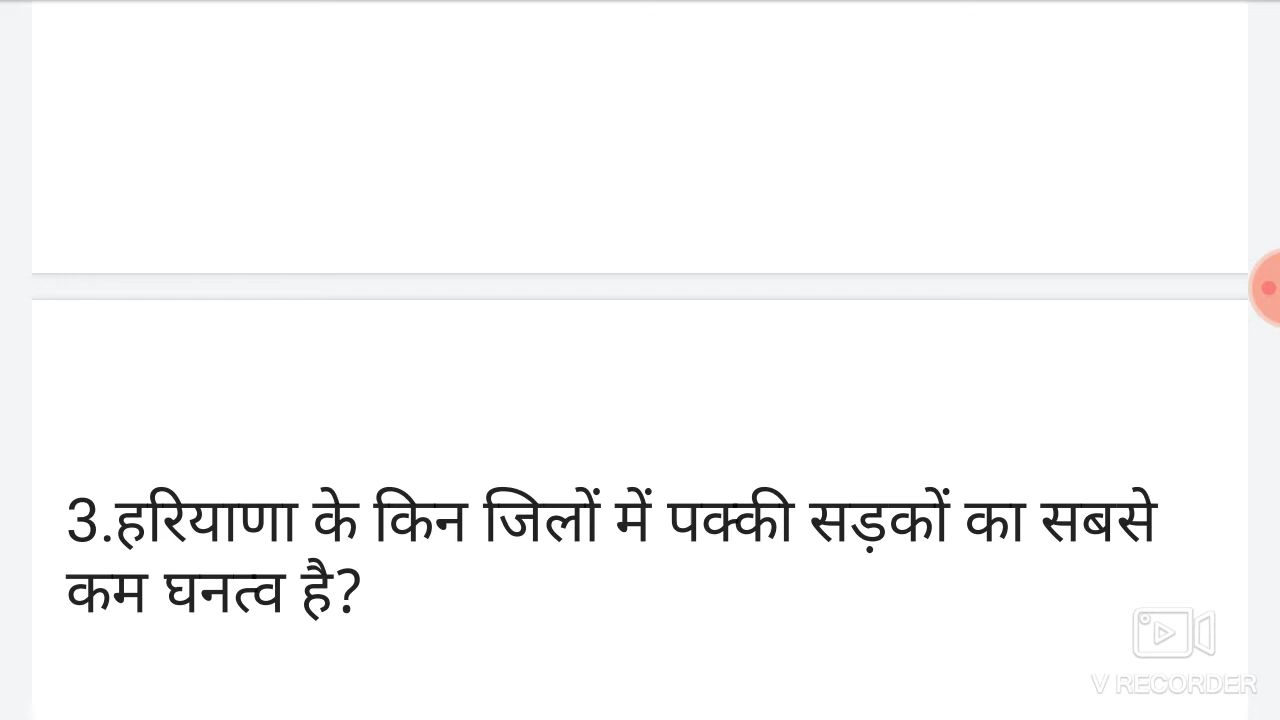 3.हरियाणा के किन जिलों में पक्की सड़कों का सबसे
कम घनत्व है?
V RECORDER